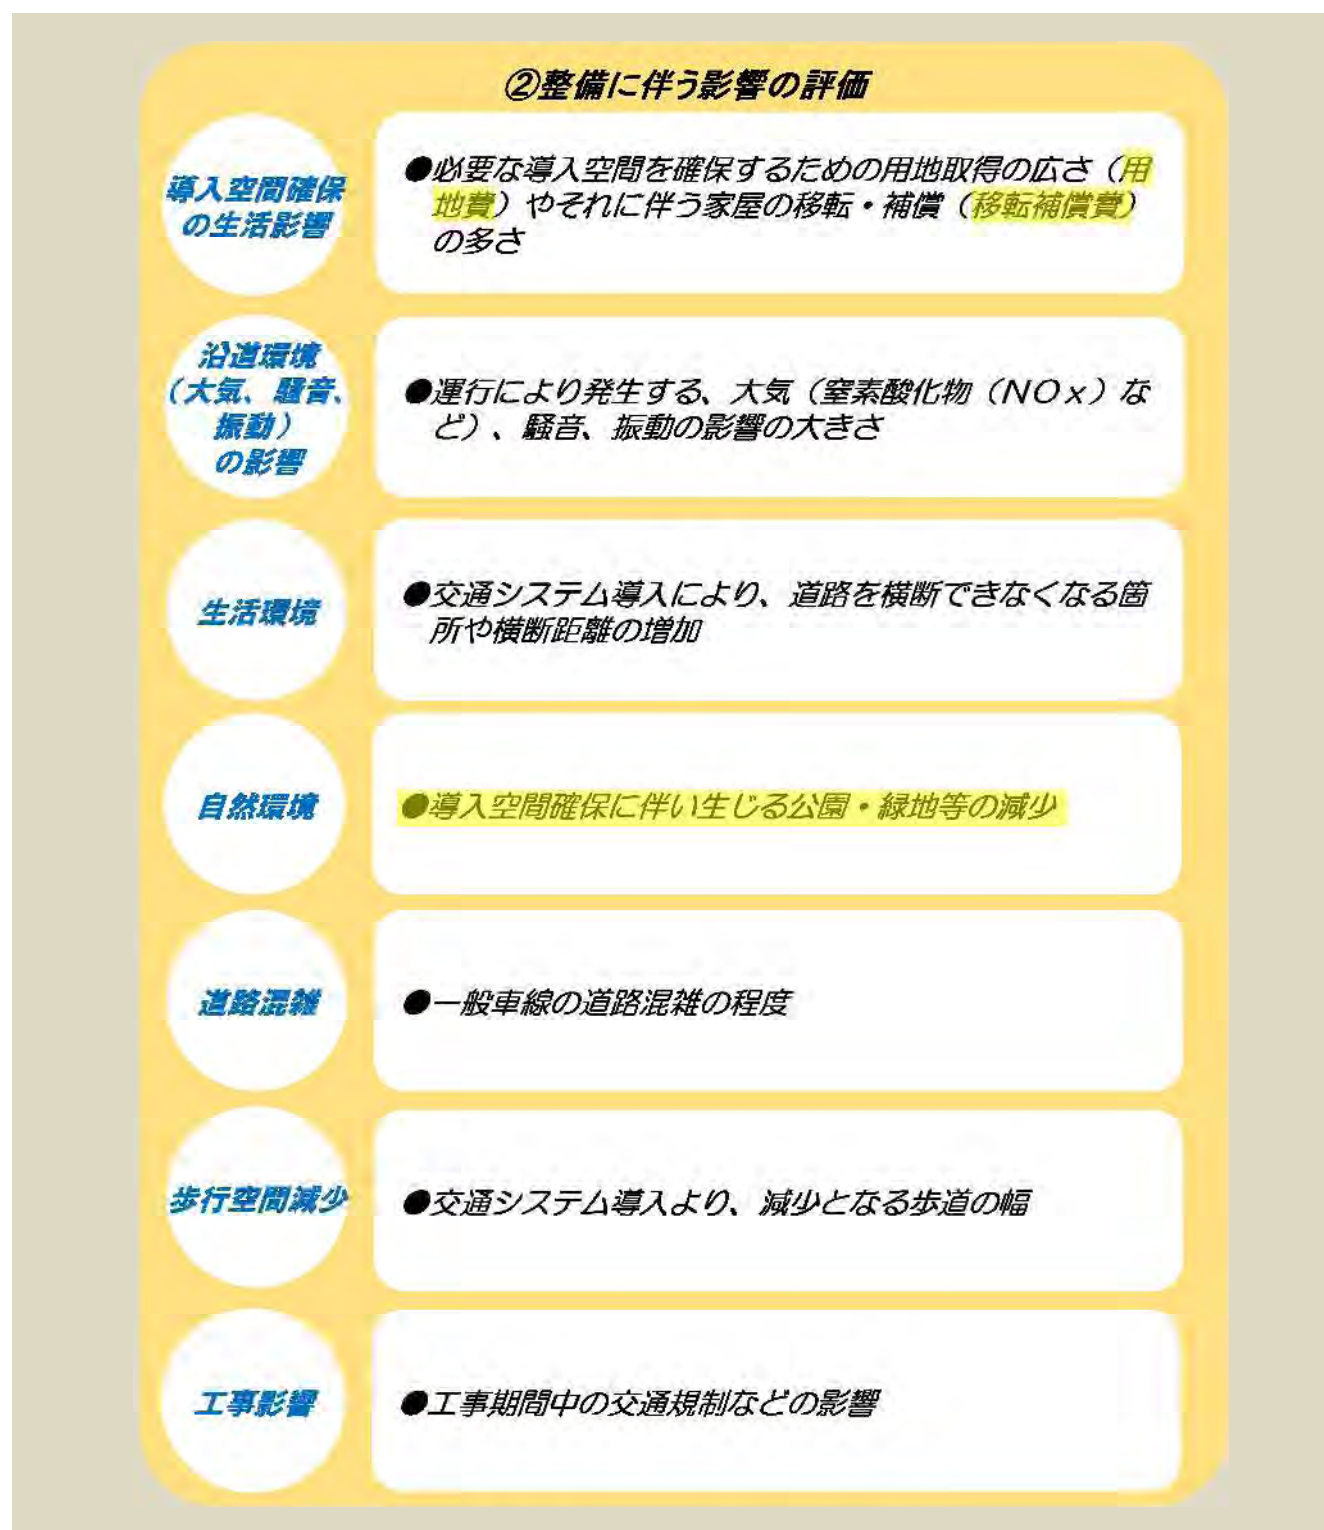 ②整備に伴う影響の評価
導入空間確保
の生活影響
●必要な導入空間を確保するための用地取得の広さ（用
地費）やそれに伴う家屋の移転・補償（移転補償費）
の多さ
沿道環境
（大気、騒音、
振動）
の影響
●運行により発生する、大気（窒素酸化物（ＮＯｘ）な
ど）、騒音、振動の影響の大きさ
生活環境
●交通システム導入により、道路を横断できなくなる箇
所や横断距離の増加
自然環境
●導入空間確保に伴い生じる公園・緑地等の減少
道路混雑
●一般車線の道路混雑の程度
歩行空間減少
●交通システム導入より、減少となる歩道の幅
工事影響
●工事期間中の交通規制などの影響